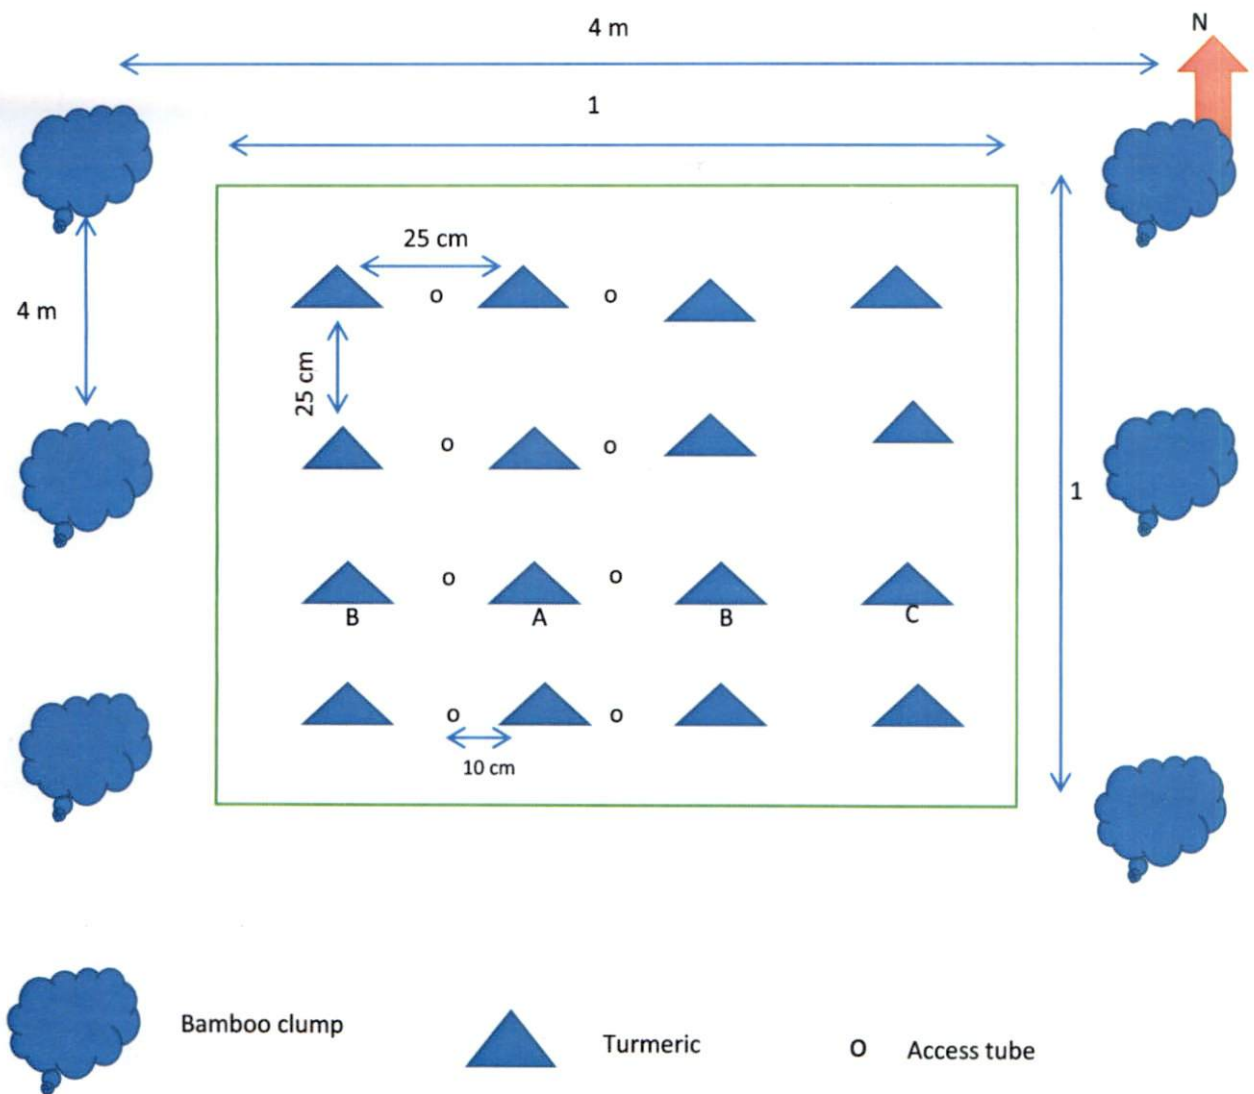 N
4 m
1
25 cm
o o
4 m
25 cm
o o
1
o o
B A B C
o o
10 cm
Bamboo clump
Turmeric
o Access tube